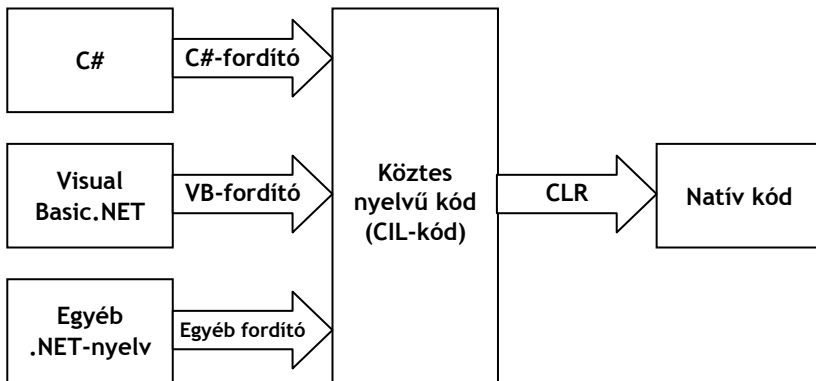 C#
C#-fordító
Visual
Basic.NET
VB-fordító
Egyéb
.NET-nyelv
Egyéb fordító
Köztes
nyelvű kód
(CIL-kód)
CLR
Natív kód